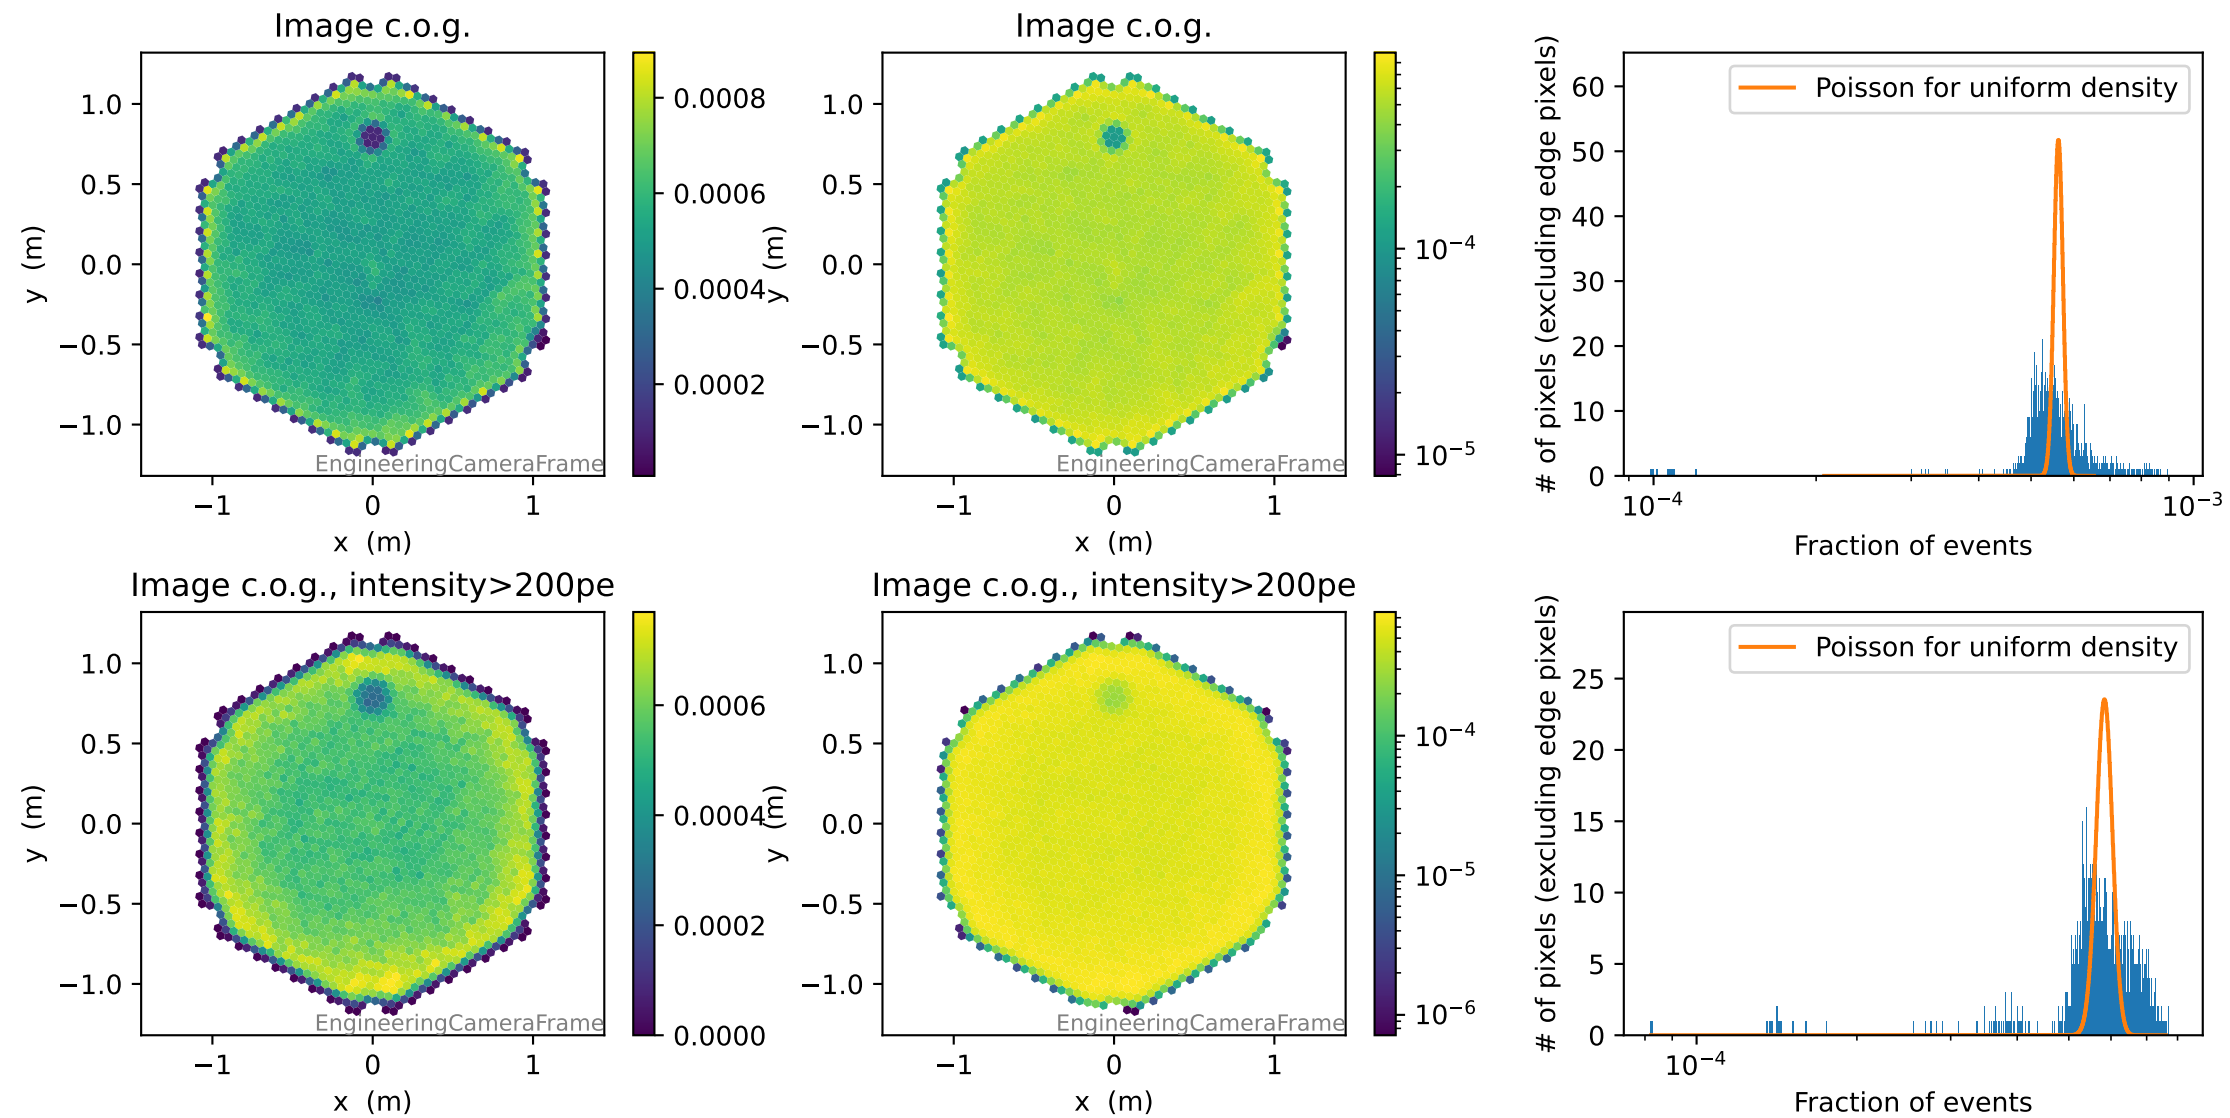 Image c.o.g.
1.0
0.5
0.0
−0.5
−1.0
y (m)
−1 0 1
x (m)
EngineeringCameraFrame
0.0008
0.0006
0.0004
0.0002
Image c.o.g.
1.0
0.5
0.0
−0.5
−1.0
y (m)
−1 0 1
x (m)
EngineeringCameraFrame
10⁻⁴
10⁻⁵
# of pixels (excluding edge pixels)
60
50
40
30
20
10
0
Poisson for uniform density
10⁻⁴ 10⁻³
Fraction of events
Image c.o.g., intensity>200pe
1.0
0.5
0.0
−0.5
−1.0
y (m)
−1 0 1
x (m)
EngineeringCameraFrame
0.0006
0.0004
0.0002
0.0000
Image c.o.g., intensity>200pe
1.0
0.5
0.0
−0.5
−1.0
y (m)
−1 0 1
x (m)
EngineeringCameraFrame
10⁻⁴
10⁻⁵
10⁻⁶
# of pixels (excluding edge pixels)
25
20
15
10
5
0
Poisson for uniform density
10⁻⁴
Fraction of events